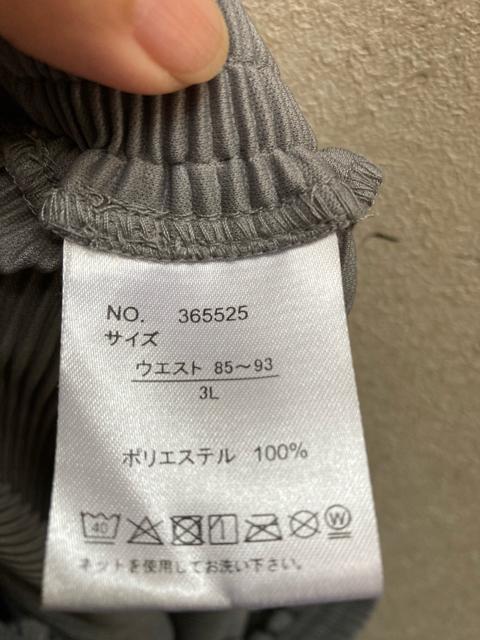 NO. 365525
サイズ
ウエスト 85～93
3L
ポリエステル 100%
40 W
ネットを使用してお洗い下さい。